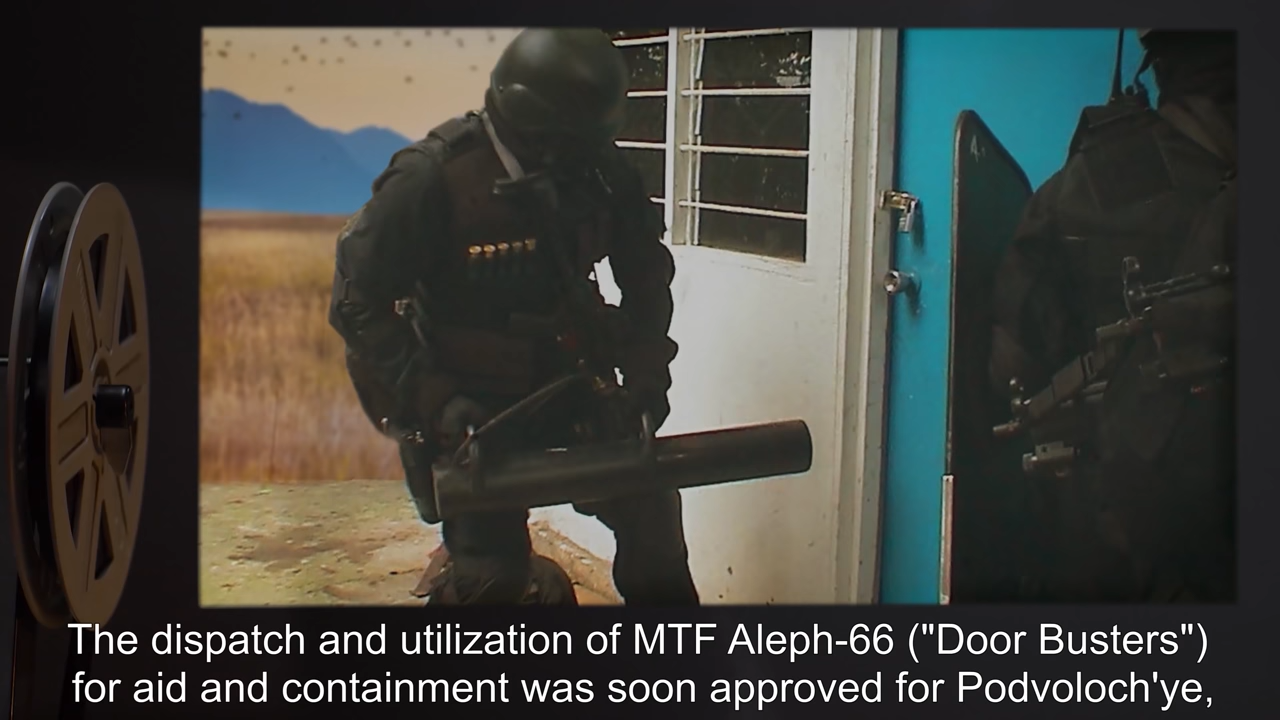 The dispatch and utilization of MTF Aleph-66 ("Door Busters")
for aid and containment was soon approved for Podvoloch'ye,